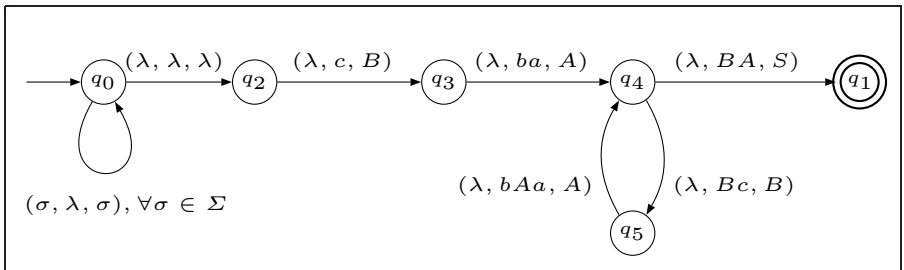 (λ, λ, λ) (λ, c, B) (λ, ba, A) (λ, BA, S)
q0 q2 q3 q4 q1
(λ, bAa, A) (λ, Bc, B)
(σ, λ, σ), ∀σ ∈ Σ
q5